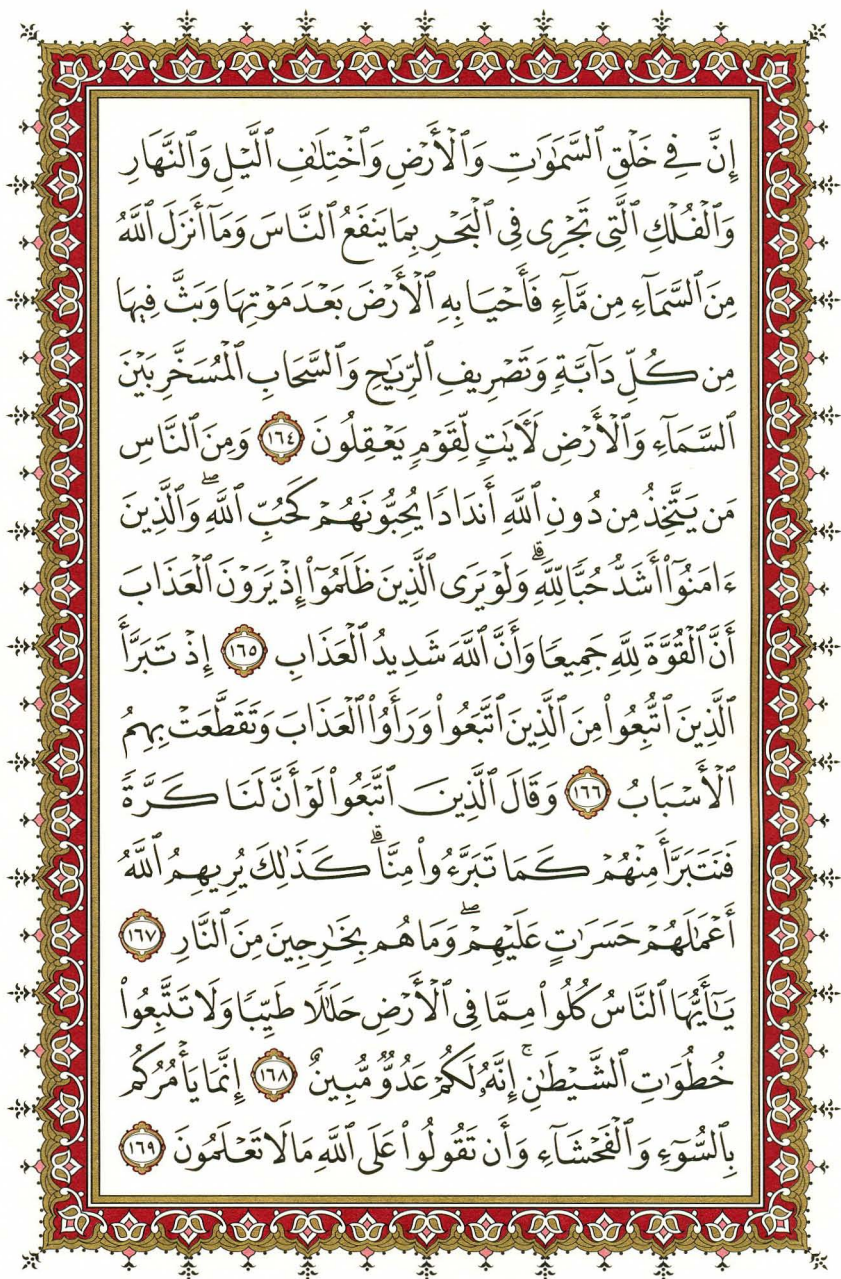 إِنَّ فِي خَلْقِ ٱلسَّمَٰوَٰتِ وَٱلْأَرْضِ وَٱخْتِلَٰفِ ٱلَّيْلِ وَٱلنَّهَارِ
وَٱلْفُلْكِ ٱلَّتِي تَجْرِي فِي ٱلْبَحْرِ بِمَا يَنفَعُ ٱلنَّاسَ وَمَآ أَنزَلَ ٱللَّهُ
مِنَ ٱلسَّمَآءِ مِن مَّآءٍ فَأَحْيَا بِهِ ٱلْأَرْضَ بَعْدَ مَوْتِهَا وَبَثَّ فِيهَا
مِن كُلِّ دَآبَّةٍ وَتَصْرِيفِ ٱلرِّيَٰحِ وَٱلسَّحَابِ ٱلْمُسَخَّرِ بَيْنَ
ٱلسَّمَآءِ وَٱلْأَرْضِ لَأٓيَٰتٍ لِّقَوْمٍ يَعْقِلُونَ ١٦٤ وَمِنَ ٱلنَّاسِ
مَن يَتَّخِذُ مِن دُونِ ٱللَّهِ أَندَادًا يُحِبُّونَهُمْ كَحُبِّ ٱللَّهِۖ وَٱلَّذِينَ
ءَامَنُوٓا۟ أَشَدُّ حُبًّا لِّلَّهِۗ وَلَوْ يَرَى ٱلَّذِينَ ظَلَمُوٓا۟ إِذْ يَرَوْنَ ٱلْعَذَابَ
أَنَّ ٱلْقُوَّةَ لِلَّهِ جَمِيعًا وَأَنَّ ٱللَّهَ شَدِيدُ ٱلْعَذَابِ ١٦٥ إِذْ تَبَرَّأَ
ٱلَّذِينَ ٱتُّبِعُوا۟ مِنَ ٱلَّذِينَ ٱتَّبَعُوا۟ وَرَأَوُا۟ ٱلْعَذَابَ وَتَقَطَّعَتْ بِهِمُ
ٱلْأَسْبَابُ ١٦٦ وَقَالَ ٱلَّذِينَ ٱتَّبَعُوا۟ لَوْ أَنَّ لَنَا كَرَّةً
فَنَتَبَرَّأَ مِنْهُمْ كَمَا تَبَرَّءُوا۟ مِنَّاۗ كَذَٰلِكَ يُرِيهِمُ ٱللَّهُ
أَعْمَٰلَهُمْ حَسَرَٰتٍ عَلَيْهِمْۖ وَمَا هُم بِخَٰرِجِينَ مِنَ ٱلنَّارِ ١٦٧
يَٰٓأَيُّهَا ٱلنَّاسُ كُلُوا۟ مِمَّا فِي ٱلْأَرْضِ حَلَٰلًا طَيِّبًا وَلَا تَتَّبِعُوا۟
خُطُوَٰتِ ٱلشَّيْطَٰنِۚ إِنَّهُۥ لَكُمْ عَدُوٌّ مُّبِينٌ ١٦٨ إِنَّمَا يَأْمُرُكُم
بِٱلسُّوٓءِ وَٱلْفَحْشَآءِ وَأَن تَقُولُوا۟ عَلَى ٱللَّهِ مَا لَا تَعْلَمُونَ ١٦٩